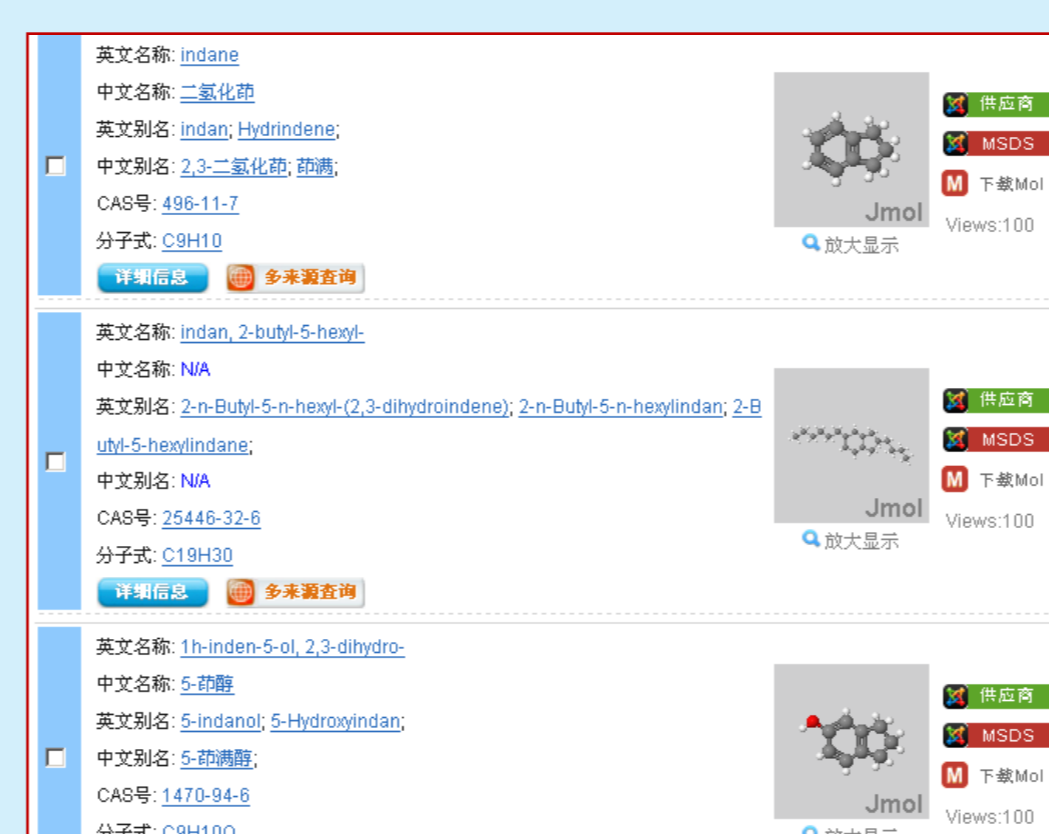 英文名称: indane
中文名称: 二氢化茚
英文别名: indan; Hydrindene;
中文别名: 2,3-二氢化茚; 茚满;
CAS号: 496-11-7
分子式: C9H10
详细信息 多来源查询
Jmol
放大显示
供应商
MSDS
M 下载Mol
Views:100
英文名称: indan, 2-butyl-5-hexyl-
中文名称: N/A
英文别名: 2-n-Butyl-5-n-hexyl-(2,3-dihydroindene); 2-n-Butyl-5-n-hexylindan; 2-B
utyl-5-hexylindane;
中文别名: N/A
CAS号: 25446-32-6
分子式: C19H30
详细信息 多来源查询
Jmol
放大显示
供应商
MSDS
M 下载Mol
Views:100
英文名称: 1h-inden-5-ol, 2,3-dihydro-
中文名称: 5-茚醇
英文别名: 5-indanol; 5-Hydroxyindan;
中文别名: 5-茚满醇;
CAS号: 1470-94-6
分子式: C9H10O
Jmol
放大显示
供应商
MSDS
M 下载Mol
Views:100